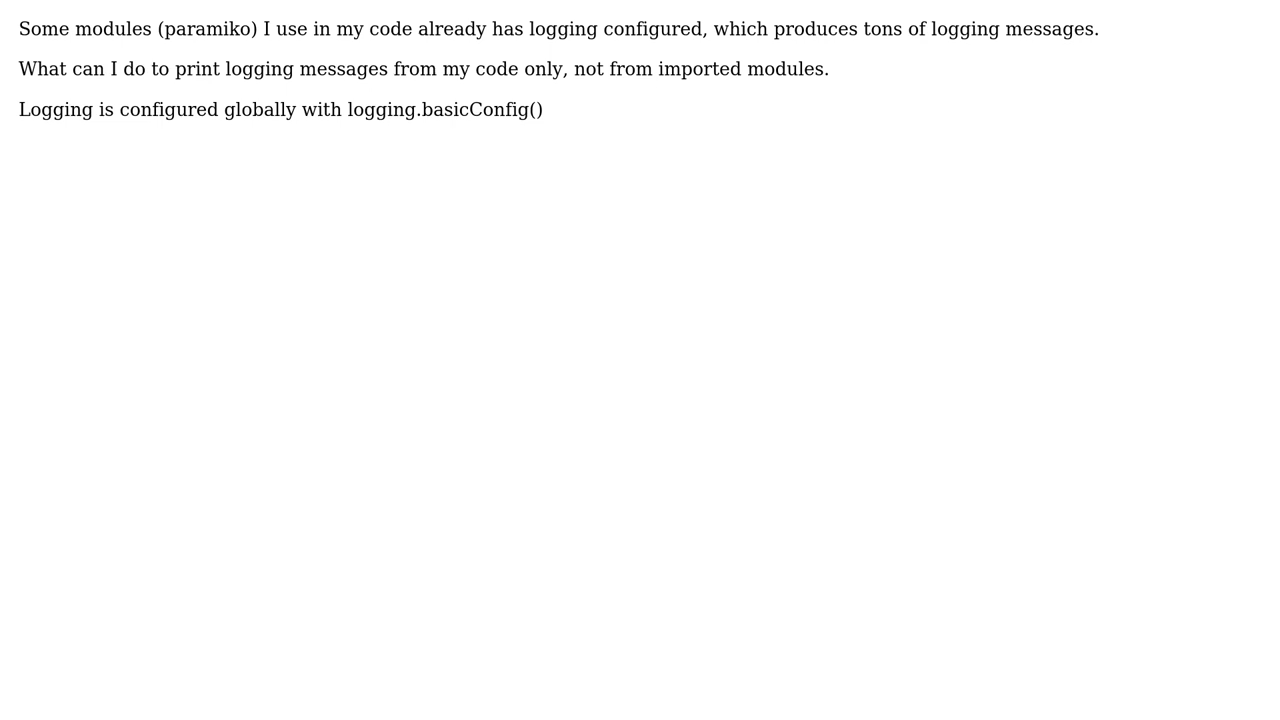 Some modules (paramiko) I use in my code already has logging configured, which produces tons of logging messages.
What can I do to print logging messages from my code only, not from imported modules.
Logging is configured globally with logging.basicConfig()